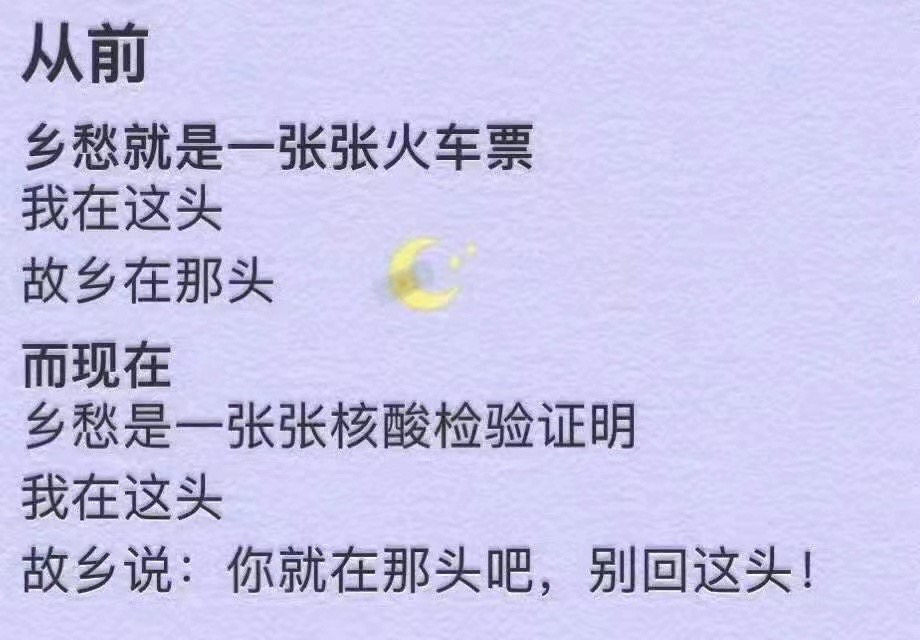 从前
乡愁就是一张张火车票
我在这头
故乡在那头
而现在
乡愁是一张张核酸检验证明
我在这头
故乡说：你就在那头吧，别回这头！